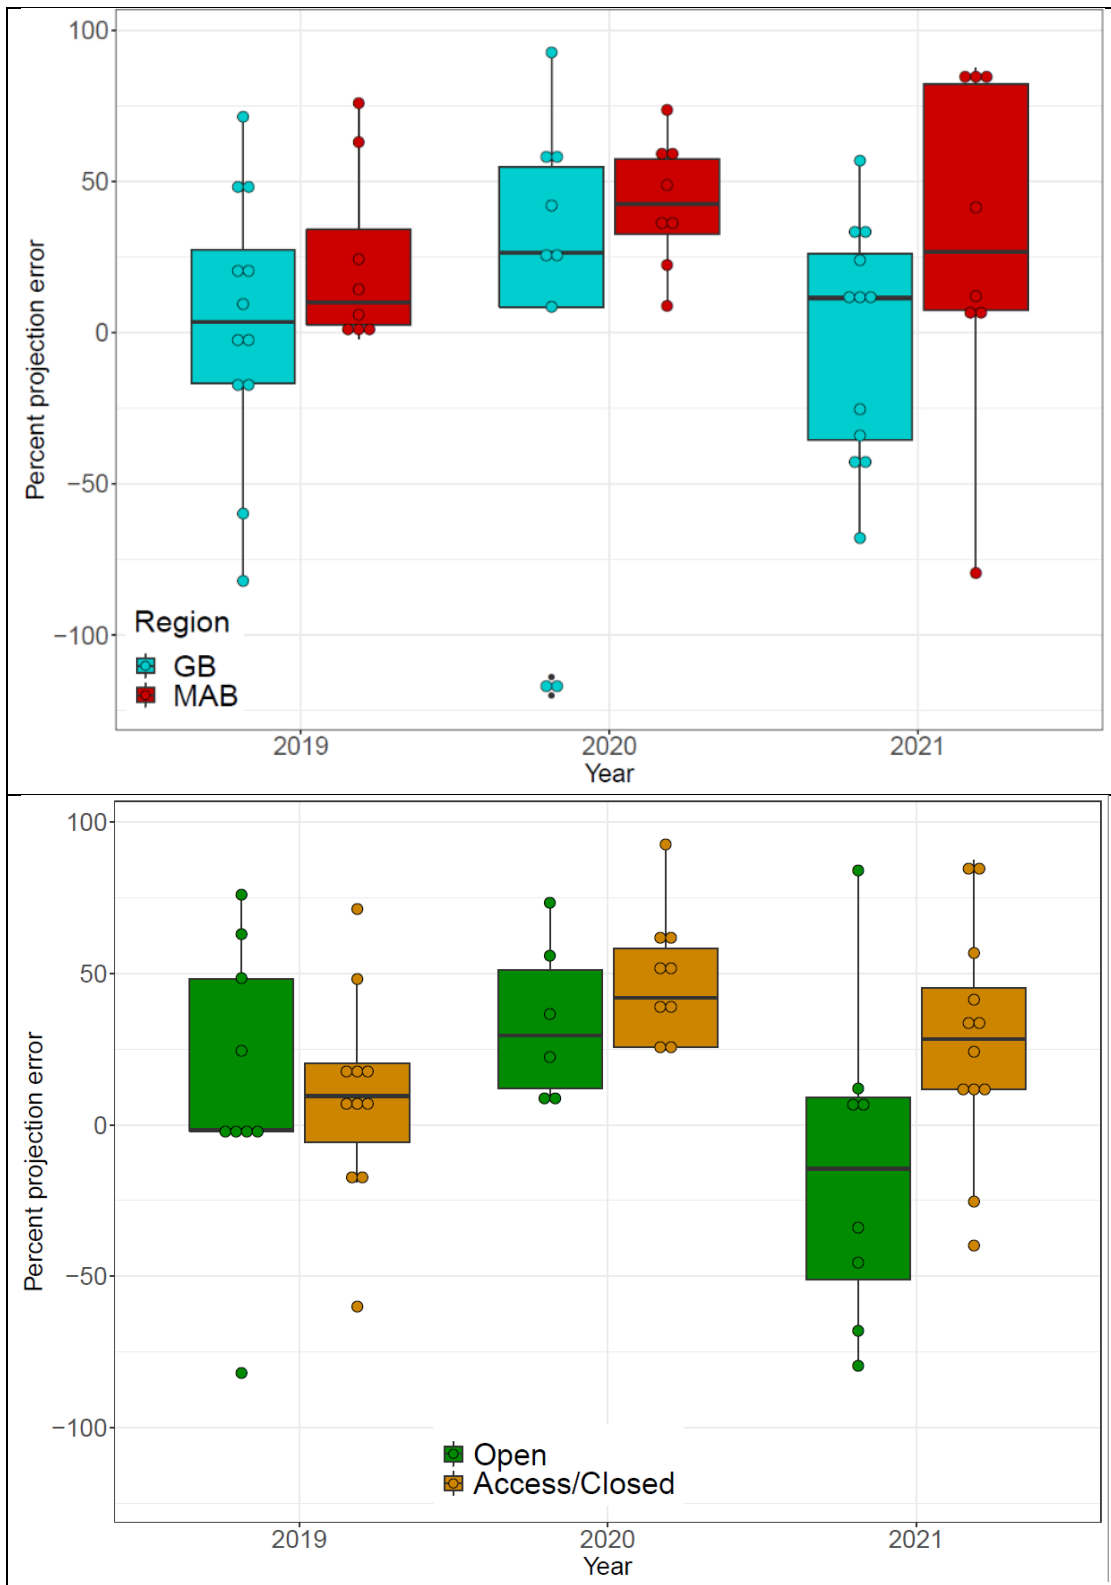 100
50
0
−50
−100
Percent projection error
Region
GB
MAB
2019
2020
2021
Year
100
50
0
−50
−100
Percent projection error
Open
Access/Closed
2019
2020
2021
Year